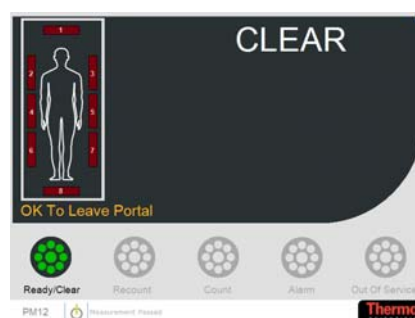 CLEAR
1
2 3
4 5
6 7
8
OK To Leave Portal
Ready/Clear Recount Count Alarm Out Of Service
PM12 Measurement Passed Thermo